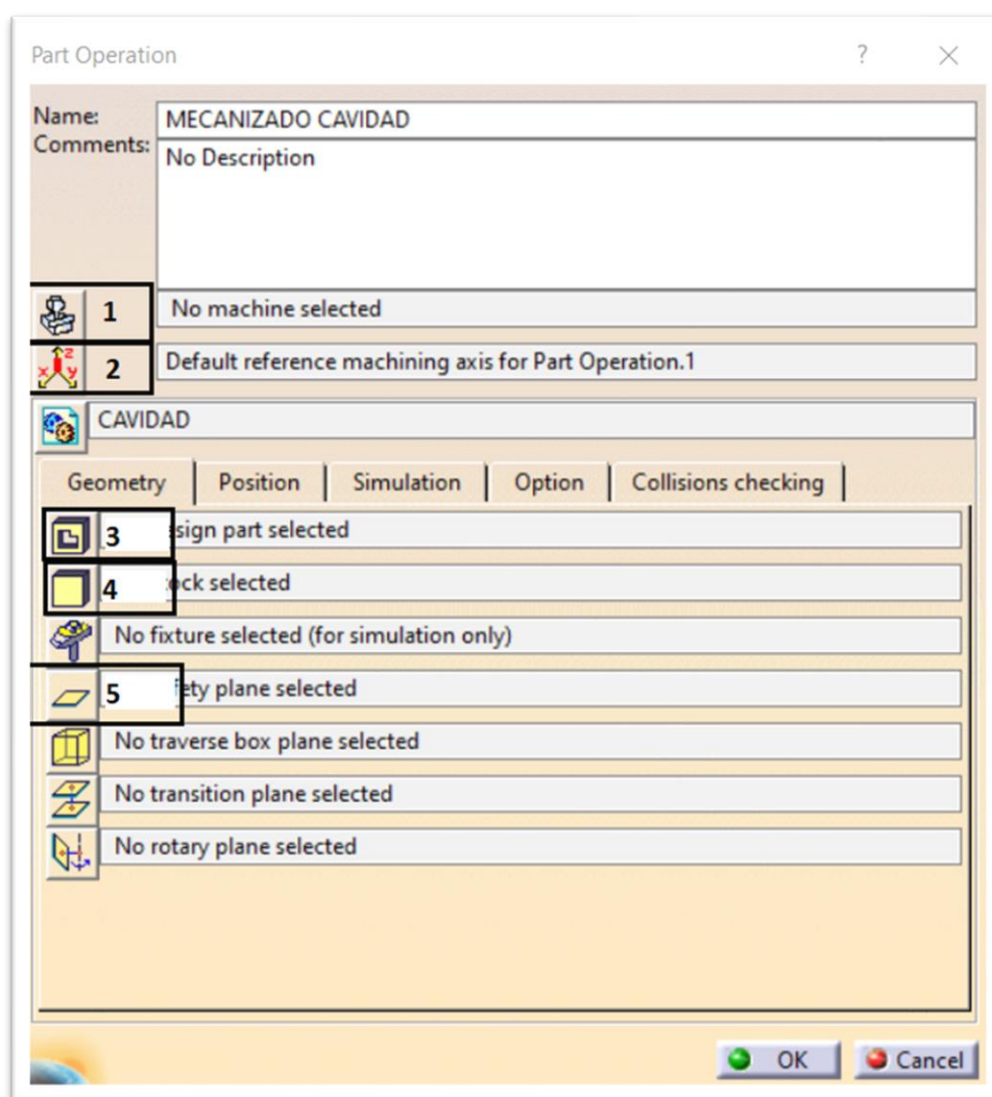 Part Operation ? ×
Name: MECANIZADO CAVIDAD
Comments: No Description
1 No machine selected
2 Default reference machining axis for Part Operation.1
CAVIDAD
Geometry Position Simulation Option Collisions checking
3 sign part selected
4 ock selected
No fixture selected (for simulation only)
5 fety plane selected
No traverse box plane selected
No transition plane selected
No rotary plane selected
OK Cancel